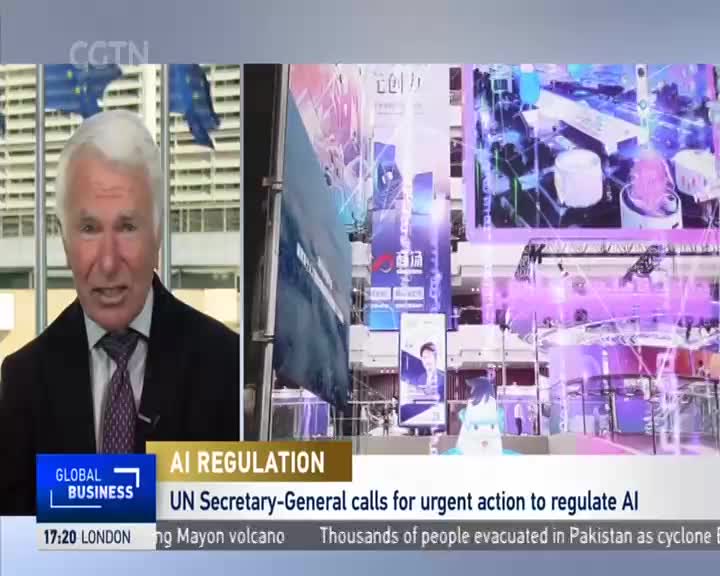 CGTN
AI REGULATION
GLOBAL
BUSINESS
UN Secretary-General calls for urgent action to regulate AI
17:20 LONDON
ng Mayon volcano Thousands of people evacuated in Pakistan as cyclone